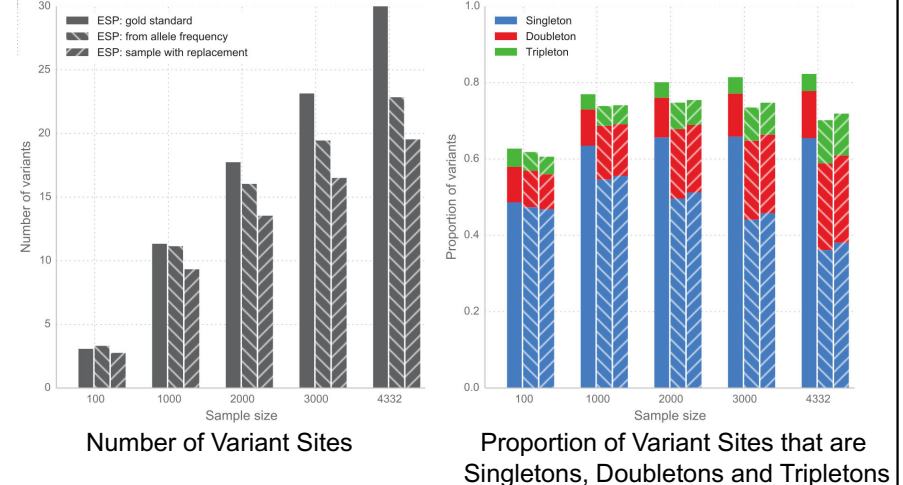 30
25
20
15
10
5
0
Number of variants
ESP: gold standard
ESP: from allele frequency
ESP: sample with replacement
100 1000 2000 3000 4332
Sample size
Number of Variant Sites
1.0
0.8
0.6
0.4
0.2
0.0
Proportion of variants
Singleton
Doubleton
Tripleton
100 1000 2000 3000 4332
Sample size
Proportion of Variant Sites that are
Singletons, Doubletons and Tripletons